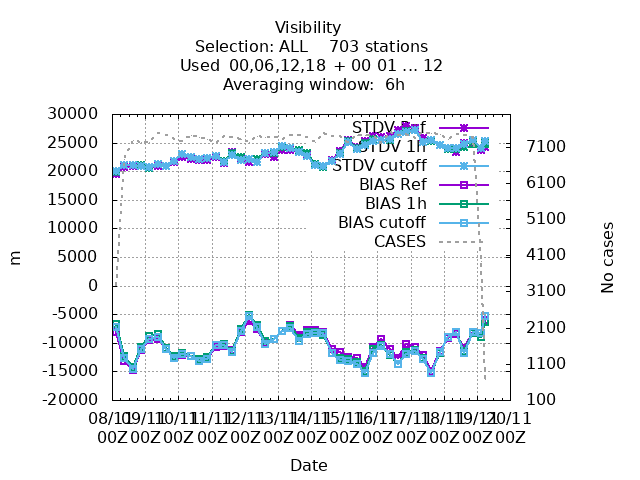 Visibility
Selection: ALL    703 stations
Used  00,06,12,18 + 00 01 ... 12
Averaging window:  6h
30000
25000
20000
15000
10000
5000
0
-5000
-10000
-15000
-20000
m
STDV Ref
STDV 1h
STDV cutoff
BIAS Ref
BIAS 1h
BIAS cutoff
CASES
7100
6100
5100
4100
3100
2100
1100
100
No cases
08/11 09/11 10/11 11/11 12/11 13/11 14/11 15/11 16/11 17/11 18/11 19/11 20/11
00Z 00Z 00Z 00Z 00Z 00Z 00Z 00Z 00Z 00Z 00Z 00Z 00Z
Date